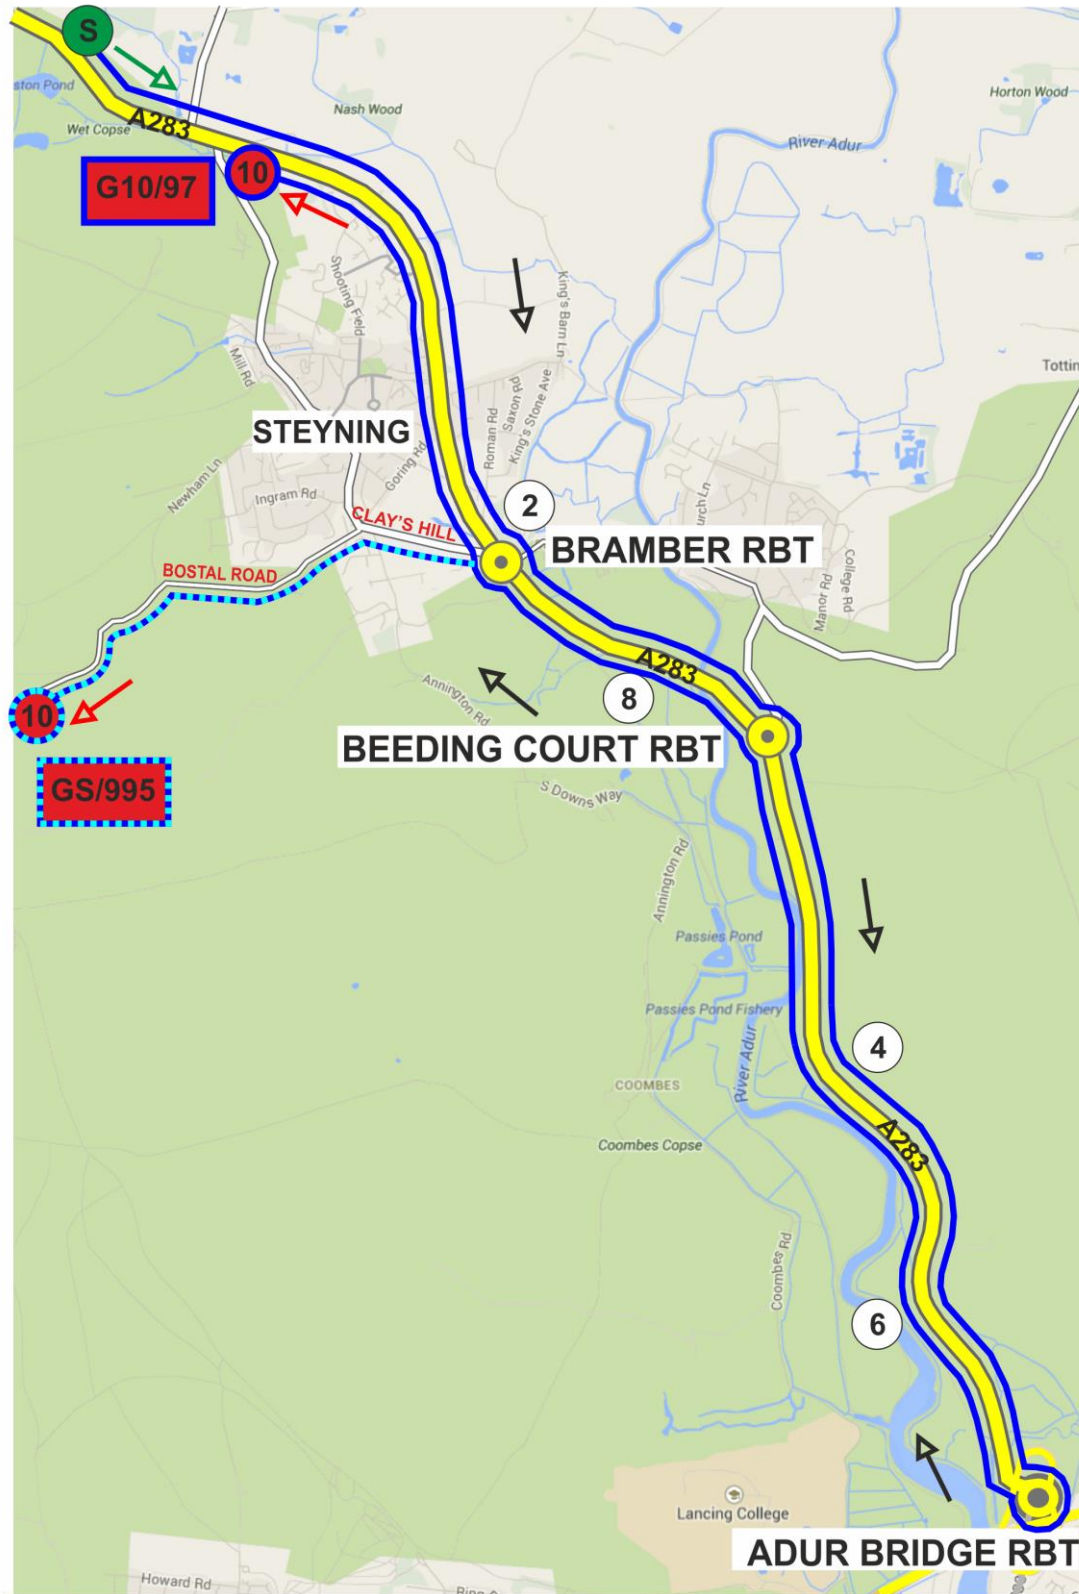 S
ston Pond
Nash Wood
Horton Wood
Wet Copse
A283
River Adur
10
G10/97
Shooting Field
King's Barn Ln
Mill Rd
Saxon Rd
King's Stone Ave
Roman Rd
Tottin
STEYNING
Goring Rd
Newham Ln
Ingram Rd
2
urch Ln
CLAY'S HILL
BRAMBER RBT
BOSTAL ROAD
College Rd
Manor Rd
A283
Annington Rd
8
10
BEEDING COURT RBT
GS/995
S Downs Way
Annington Rd
Passies Pond
Passies Pond Fishery
4
River Adur
COOMBES
A283
Coombes Copse
Coombes Rd
6
Lancing College
ADUR BRIDGE RBT
Howard Rd